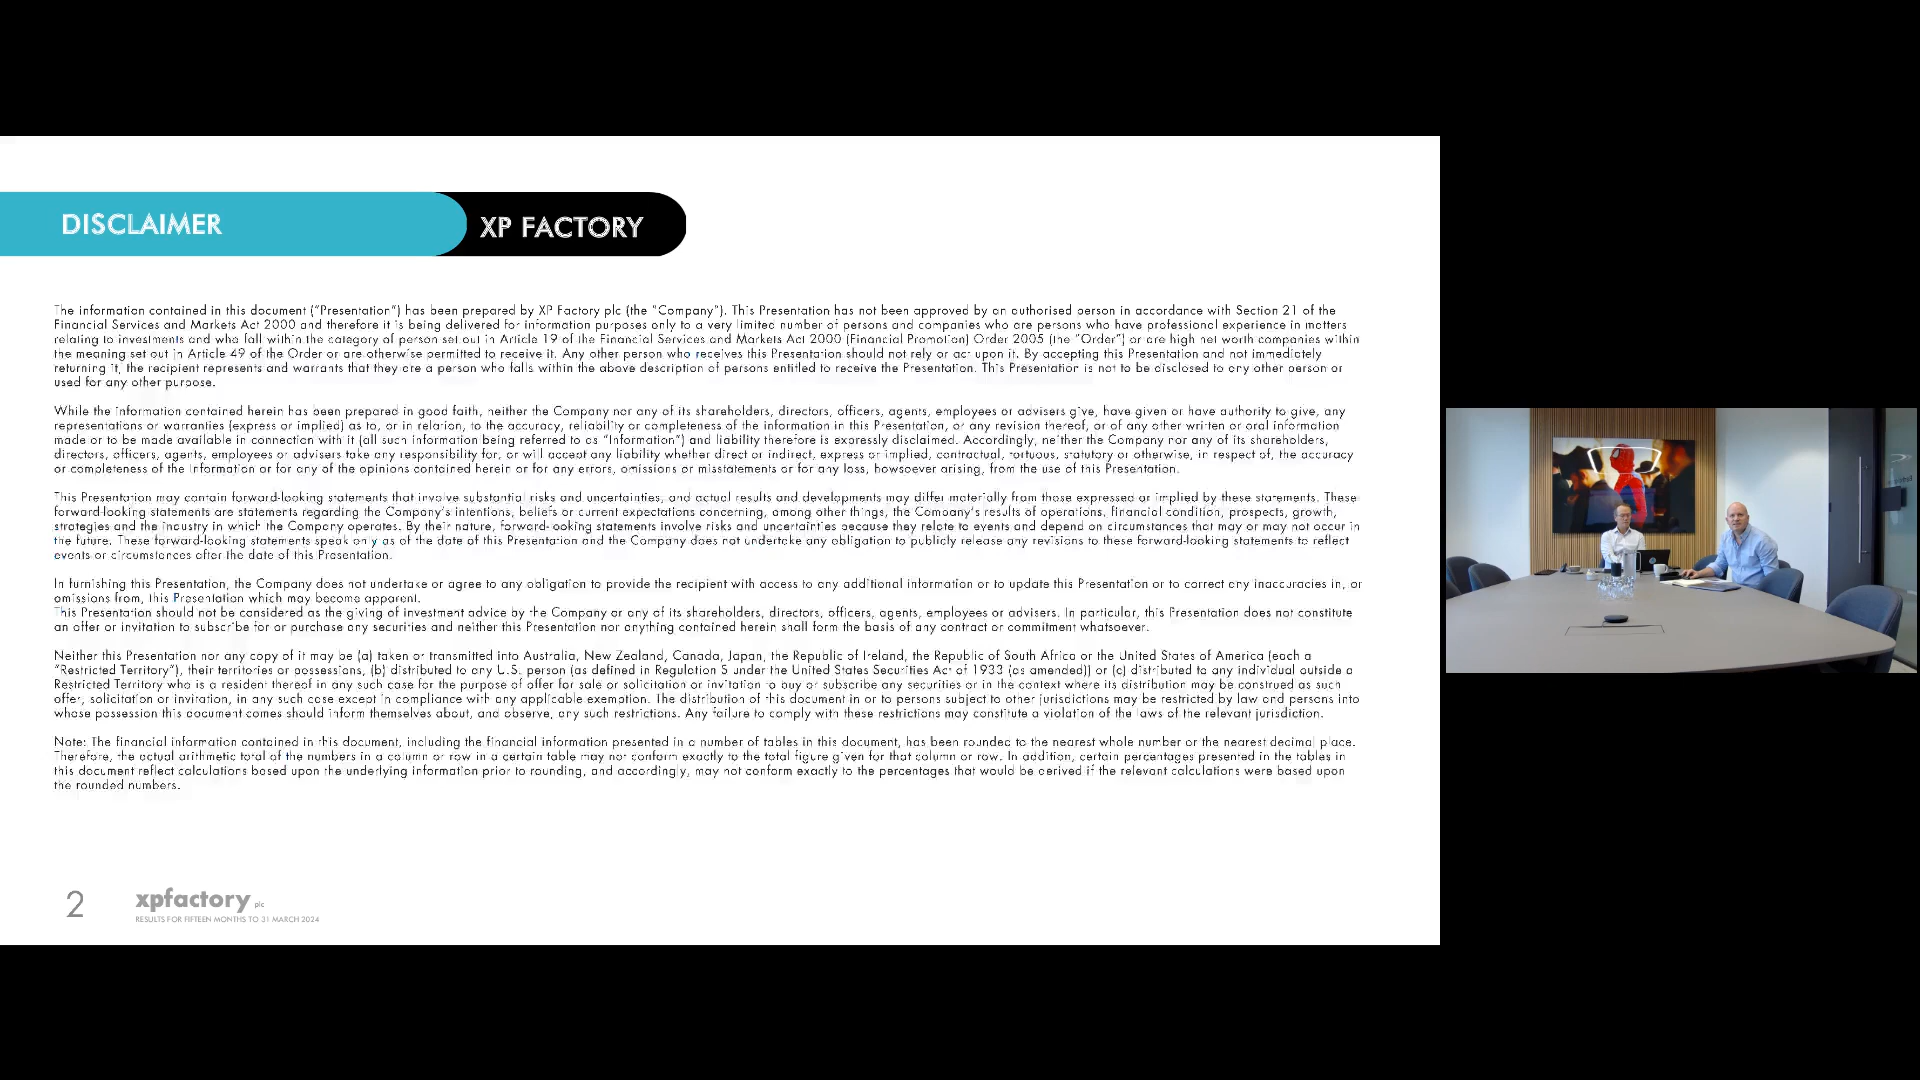 DISCLAIMER
XP FACTORY
The information contained in this document (“Presentation”) has been prepared by XP Factory plc (the “Company”). This Presentation has not been approved by an authorised person in accordance with Section 21 of the
Financial Services and Markets Act 2000 and therefore it is being delivered for information purposes only to a very limited number of persons and companies who are persons who have professional experience in matters
relating to investments and who fall within the category of person set out in Article 19 of the Financial Services and Markets Act 2000 (Financial Promotion) Order 2005 (the “Order”) or are high net worth companies within
the meaning set out in Article 49 of the Order or are otherwise permitted to receive it. Any other person who receives this Presentation should not rely or act upon it. By accepting this Presentation and not immediately
returning it, the recipient represents and warrants that they are a person who falls within the above description of persons entitled to receive the Presentation. This Presentation is not to be disclosed to any other person or
used for any other purpose.
While the information contained herein has been prepared in good faith, neither the Company nor any of its shareholders, directors, officers, agents, employees or advisers give, have given or have authority to give, any
representations or warranties (express or implied) as to, or in relation, to the accuracy, reliability or completeness of the information in this Presentation, or any revision thereof, or of any other written or oral information
made or to be made available in connection with it (all such information being referred to as “Information”) and liability therefore is expressly disclaimed. Accordingly, neither the Company nor any of its shareholders,
directors, officers, agents, employees or advisers take any responsibility for, or will accept any liability whether direct or indirect, express or implied, contractual, tortuous, statutory or otherwise, in respect of, the accuracy
or completeness of the Information or for any of the opinions contained herein or for any errors, omissions or misstatements or for any loss, howsoever arising, from the use of this Presentation.
This Presentation may contain forward-looking statements that involve substantial risks and uncertainties, and actual results and developments may differ materially from those expressed or implied by these statements. These
forward-looking statements are statements regarding the Company’s intentions, beliefs or current expectations concerning, among other things, the Company’s results of operations, financial condition, prospects, growth,
strategies and the industry in which the Company operates. By their nature, forward-looking statements involve risks and uncertainties because they relate to events and depend on circumstances that may or may not occur in
the future. These forward-looking statements speak only as of the date of this Presentation and the Company does not undertake any obligation to publicly release any revisions to these forward-looking statements to reflect
events or circumstances after the date of this Presentation.
In furnishing this Presentation, the Company does not undertake or agree to any obligation to provide the recipient with access to any additional information or to update this Presentation or to correct any inaccuracies in, or
omissions from, this Presentation which may become apparent.
This Presentation should not be considered as the giving of investment advice by the Company or any of its shareholders, directors, officers, agents, employees or advisers. In particular, this Presentation does not constitute
an offer or invitation to subscribe for or purchase any securities and neither this Presentation nor anything contained herein shall form the basis of any contract or commitment whatsoever.
Neither this Presentation nor any copy of it may be (a) taken or transmitted into Australia, New Zealand, Canada, Japan, the Republic of Ireland, the Republic of South Africa or the United States of America (each a
“Restricted Territory”), their territories or possessions, (b) distributed to any U.S. person (as defined in Regulation S under the United States Securities Act of 1933 (as amended)) or (c) distributed to any individual outside a
Restricted Territory who is a resident thereof in any such case for the purpose of offer for sale or solicitation or invitation to buy or subscribe any securities or in the context where its distribution may be construed as such
offer, solicitation or invitation, in any such case except in compliance with any applicable exemption. The distribution of this document in or to persons subject to other jurisdictions may be restricted by law and persons into
whose possession this document comes should inform themselves about, and observe, any such restrictions. Any failure to comply with these restrictions may constitute a violation of the laws of the relevant jurisdiction.
Note: The financial information contained in this document, including the financial information presented in a number of tables in this document, has been rounded to the nearest whole number or the nearest decimal place.
Therefore, the actual arithmetic total of the numbers in a column or row in a certain table may not conform exactly to the total figure given for that column or row. In addition, certain percentages presented in the tables in
this document reflect calculations based upon the underlying information prior to rounding, and accordingly, may not conform exactly to the percentages that would be derived if the relevant calculations were based upon
the rounded numbers.
2
xpfactory plc
RESULTS FOR FIFTEEN MONTHS TO 31 MARCH 2024